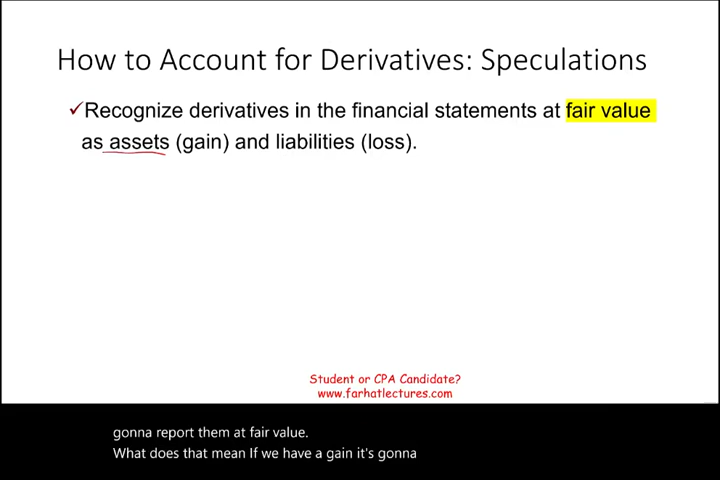 How to Account for Derivatives: Speculations
✓Recognize derivatives in the financial statements at fair value
as assets (gain) and liabilities (loss).
Student or CPA Candidate?
www.farhatlectures.com
gonna report them at fair value.
What does that mean If we have a gain it's gonna